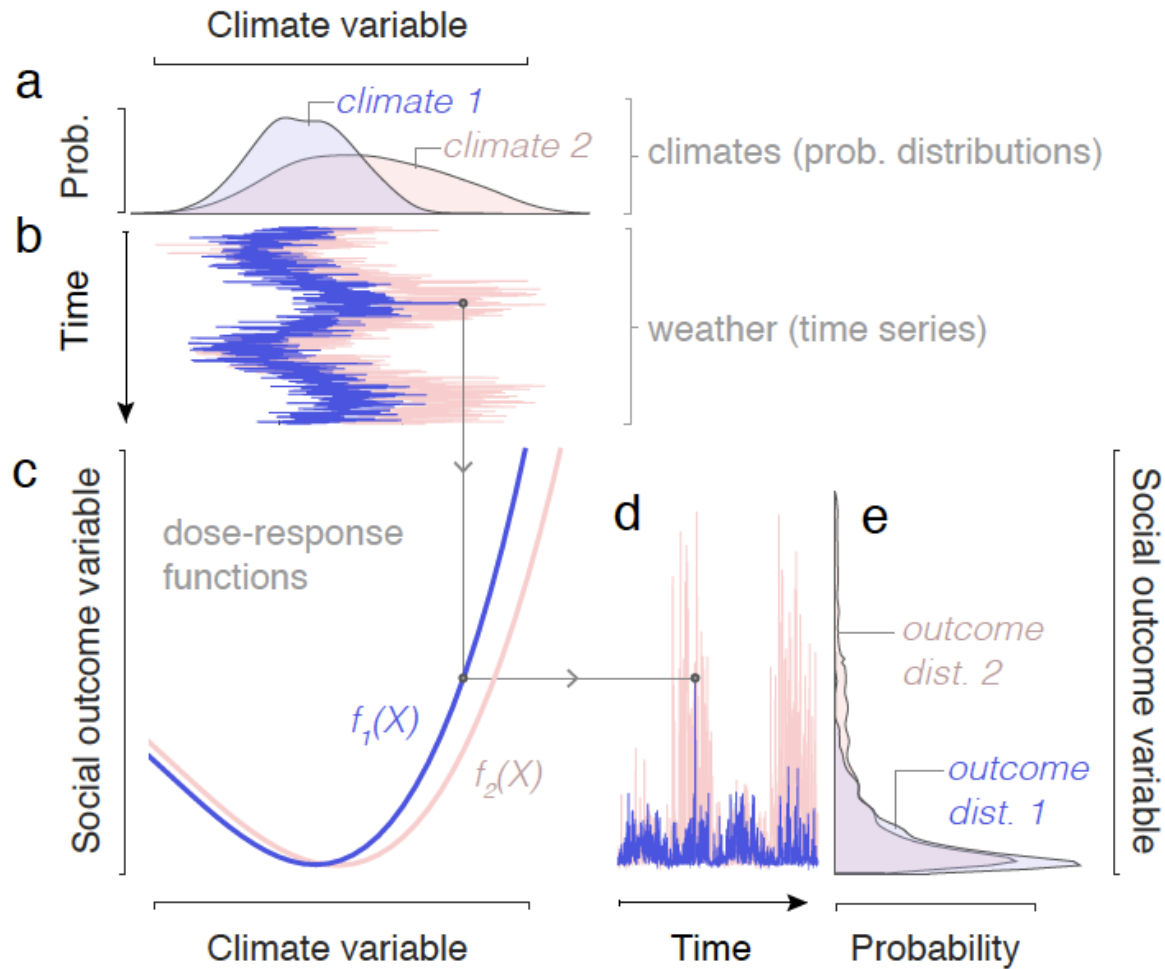 Climate variable
a
Prob.
climate 1
climate 2
climates (prob. distributions)
b
Time
weather (time series)
c
Social outcome variable
dose-response
functions
f1(X)
f2(X)
d
e
outcome
dist. 2
outcome
dist. 1
Social outcome variable
Climate variable
Time
Probability